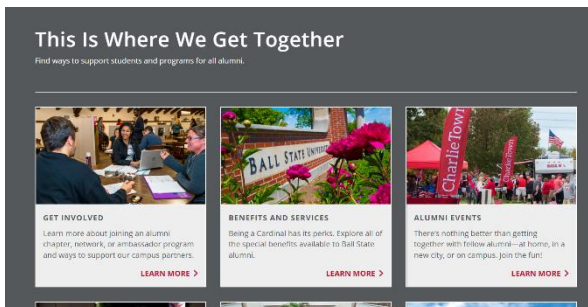 This Is Where We Get Together
Find ways to support students and programs for all alumni.
BALL STATE UNIVERS
CharlieTown
GET INVOLVED
Learn more about joining an alumni
chapter, network, or ambassador program
and ways to support our campus partners.
LEARN MORE >
BENEFITS AND SERVICES
Being a Cardinal has its perks. Explore all of
the special benefits available to Ball State
alumni.
LEARN MORE >
ALUMNI EVENTS
There's nothing better than getting
together with fellow alumni—at home, in a
new city, or on campus. Join the fun!
LEARN MORE >